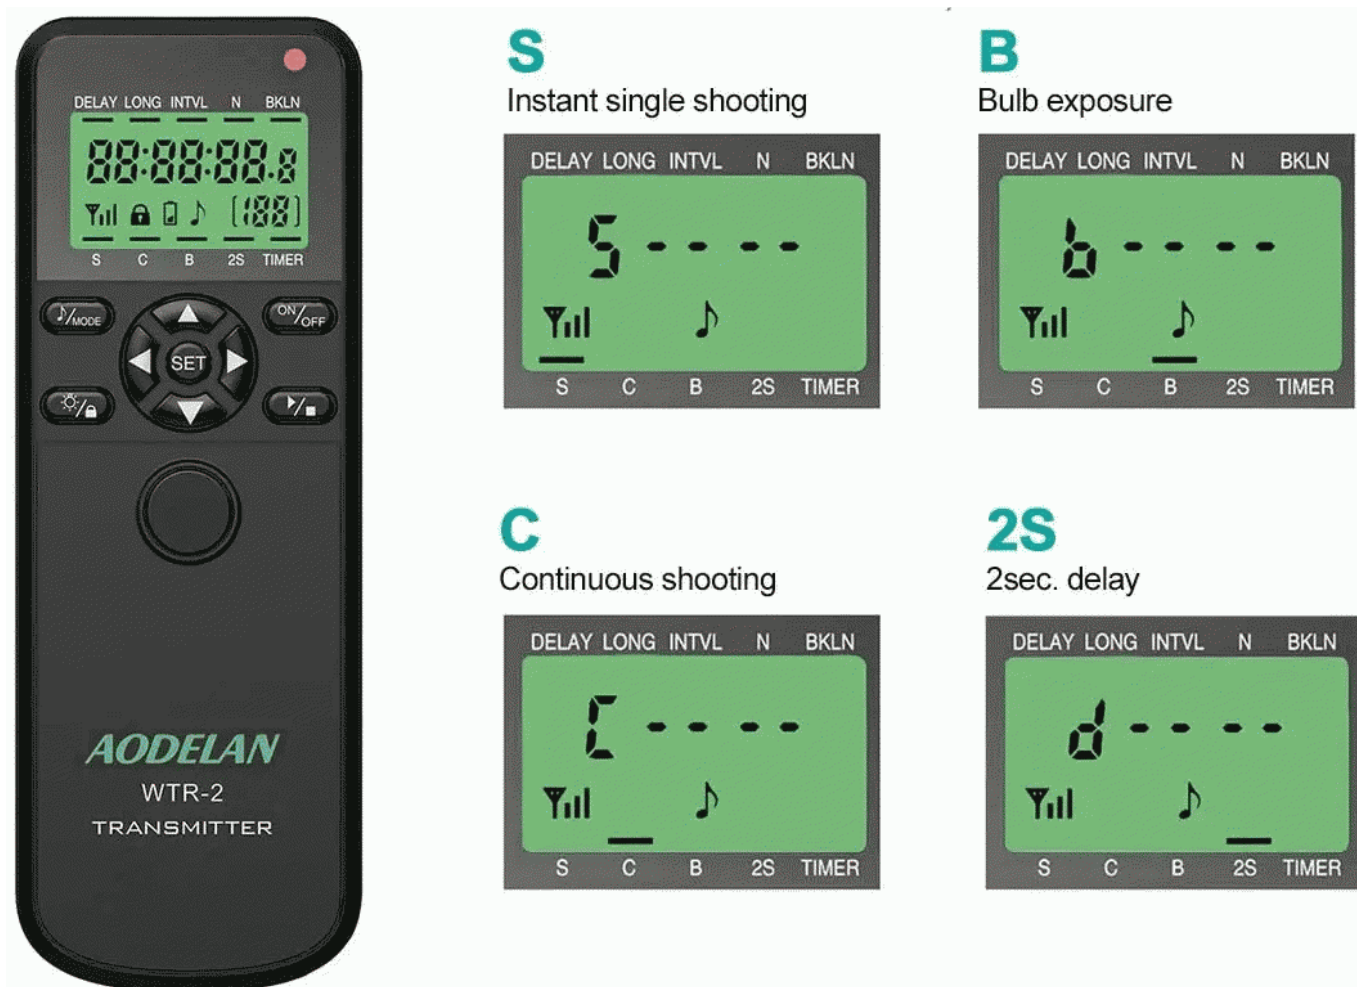 DELAY LONG INTVL N BKLN
88:88:88.8
[188]
S C B 2S TIMER
♪/MODE
ON/OFF
SET
AODELAN
WTR-2
TRANSMITTER
S
Instant single shooting
DELAY LONG INTVL N BKLN
S - - - -
S C B 2S TIMER
B
Bulb exposure
DELAY LONG INTVL N BKLN
b - - - -
S C B 2S TIMER
C
Continuous shooting
DELAY LONG INTVL N BKLN
C - - - -
S C B 2S TIMER
2S
2sec. delay
DELAY LONG INTVL N BKLN
d - - - -
S C B 2S TIMER